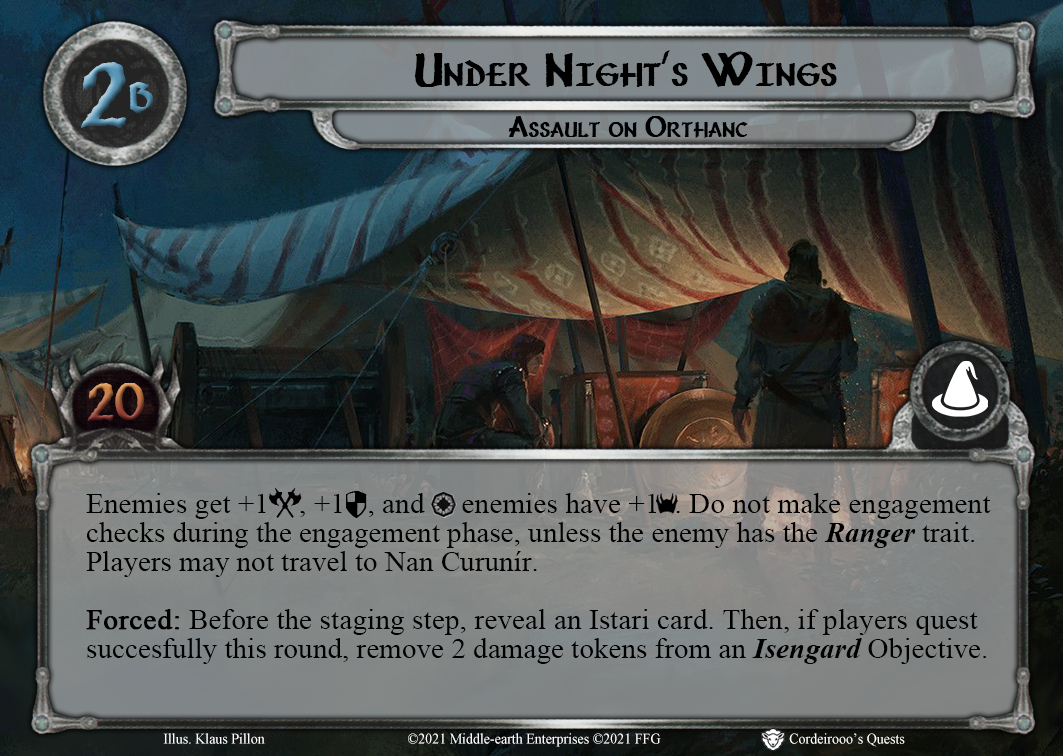 2B
Under Night's Wings
Assault on Orthanc
20
Enemies get +1, +1, and enemies have +1. Do not make engagement
checks during the engagement phase, unless the enemy has the Ranger trait.
Players may not travel to Nan Curunír.
Forced: Before the staging step, reveal an Istari card. Then, if players quest
succesfully this round, remove 2 damage tokens from an Isengard Objective.
Illus. Klaus Pillon
©2021 Middle-earth Enterprises ©2021 FFG
Cordeirooo's Quests